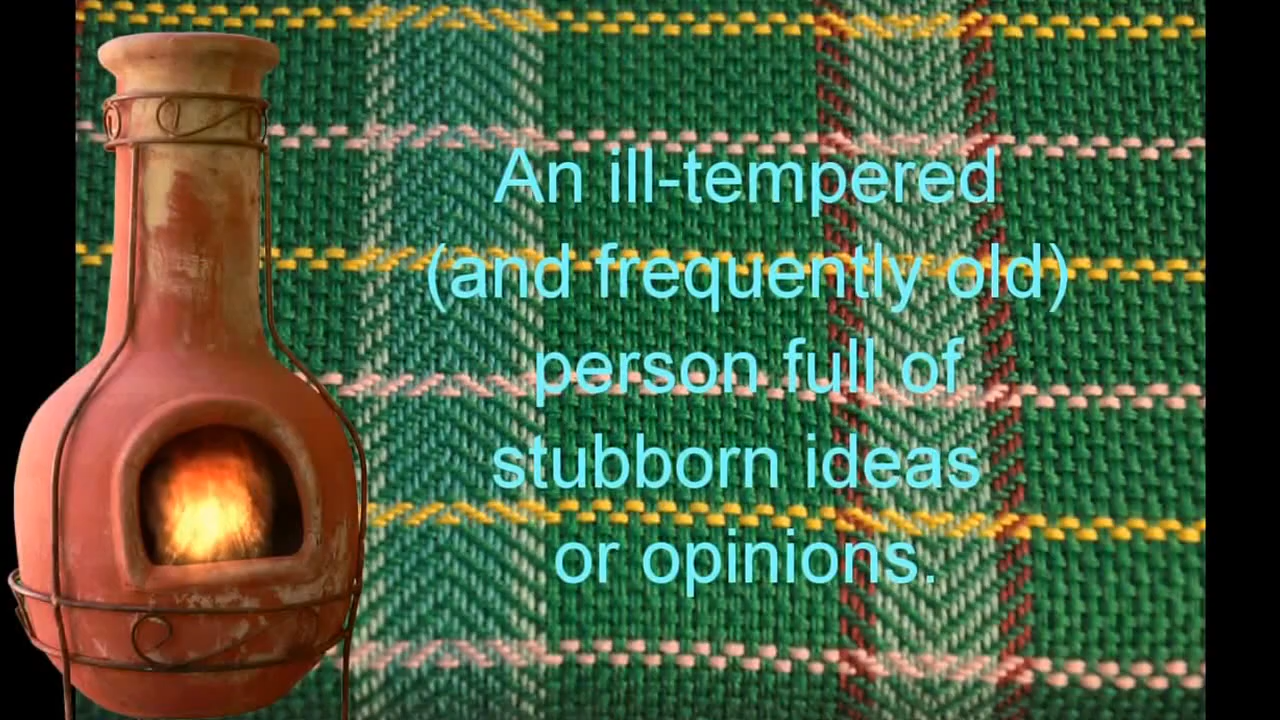 An ill-tempered
(and frequently old)
person full of
stubborn ideas
or opinions.